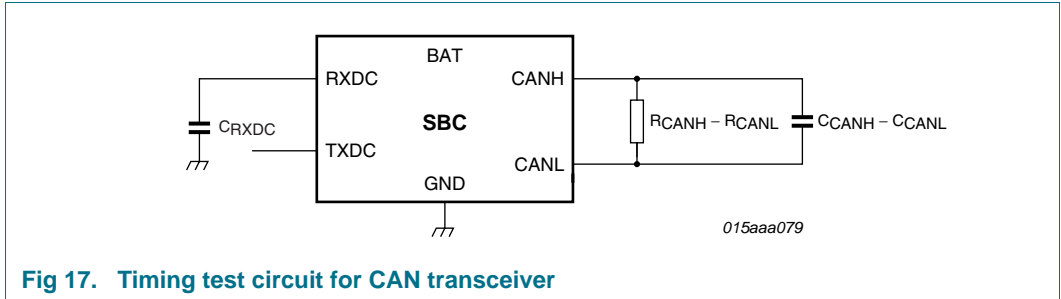 BAT
RXDC
CANH
CRXDC
SBC
RCANH – RCANL
CCANH – CCANL
TXDC
CANL
GND
015aaa079
Fig 17. Timing test circuit for CAN transceiver